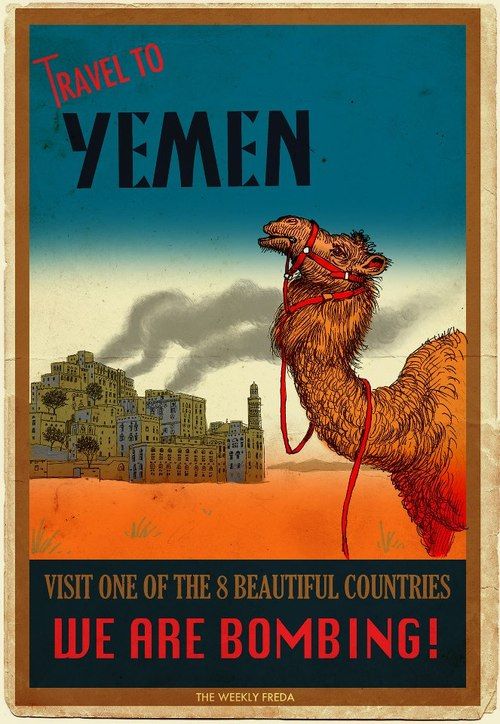 TRAVEL TO
YEMEN
VISIT ONE OF THE 8 BEAUTIFUL COUNTRIES
WE ARE BOMBING!
THE WEEKLY FREDA